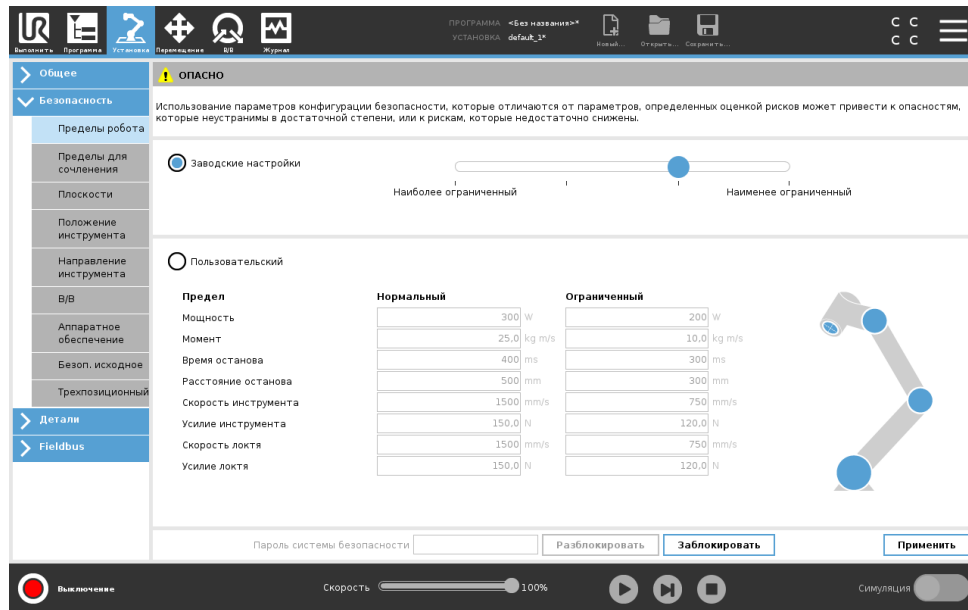 ПРОГРАММА <Без названия>*
УСТАНОВКА default_1*
Выполнить Программа Установка Перемещение В/В Журнал Новый... Открыть... Сохранить...
C C
C C
Общее
Безопасность
Пределы робота
Пределы для
сочленения
Плоскости
Положение
инструмента
Направление
инструмента
В/В
Аппаратное
обеспечение
Безоп. исходное
Трехпозиционный
Детали
Fieldbus
ОПАСНО
Использование параметров конфигурации безопасности, которые отличаются от параметров, определенных оценкой рисков может привести к опасностям,
которые неустранимы в достаточной степени, или к рискам, которые недостаточно снижены.
Заводские настройки
Наиболее ограниченный Наименее ограниченный
Пользовательский
Предел Нормальный Ограниченный
Мощность 300 W 200 W
Момент 25,0 kg m/s 10,0 kg m/s
Время останова 400 ms 300 ms
Расстояние останова 500 mm 300 mm
Скорость инструмента 1500 mm/s 750 mm/s
Усилие инструмента 150,0 N 120,0 N
Скорость локтя 1500 mm/s 750 mm/s
Усилие локтя 150,0 N 120,0 N
Пароль системы безопасности Разблокировать Заблокировать Применить
Выключение Скорость 100% Симуляция